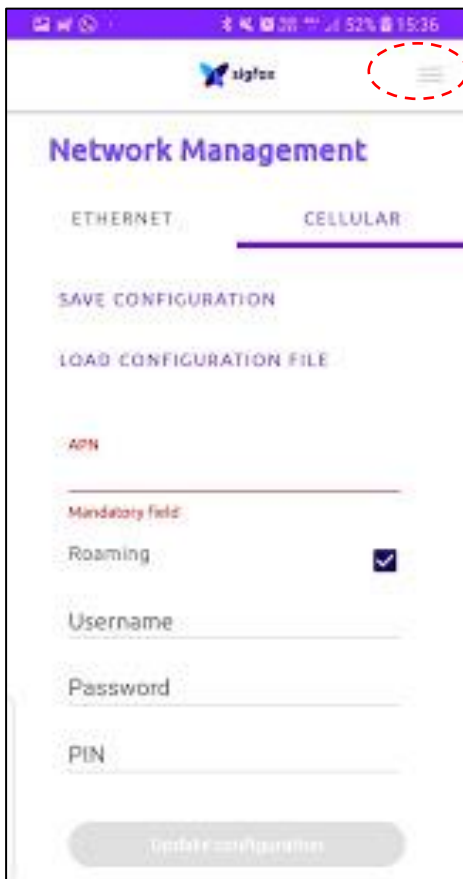 52% 15:36
sigfox
Network Management
ETHERNET CELLULAR
SAVE CONFIGURATION
LOAD CONFIGURATION FILE
APN
Mandatory field
Roaming
Username
Password
PIN
Update configuration